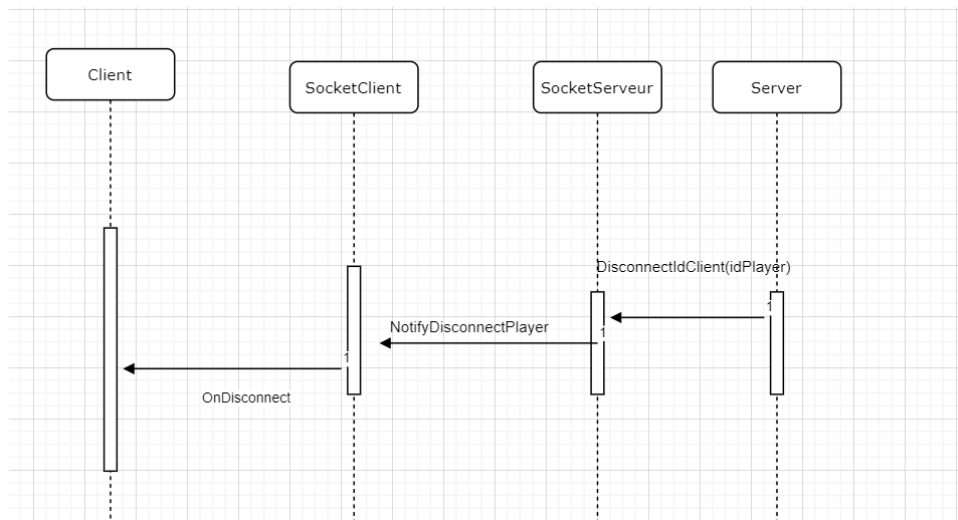 Client
SocketClient
SocketServeur
Server
DisconnectIdClient(idPlayer)
1
NotifyDisconnectPlayer
1
1
OnDisconnect